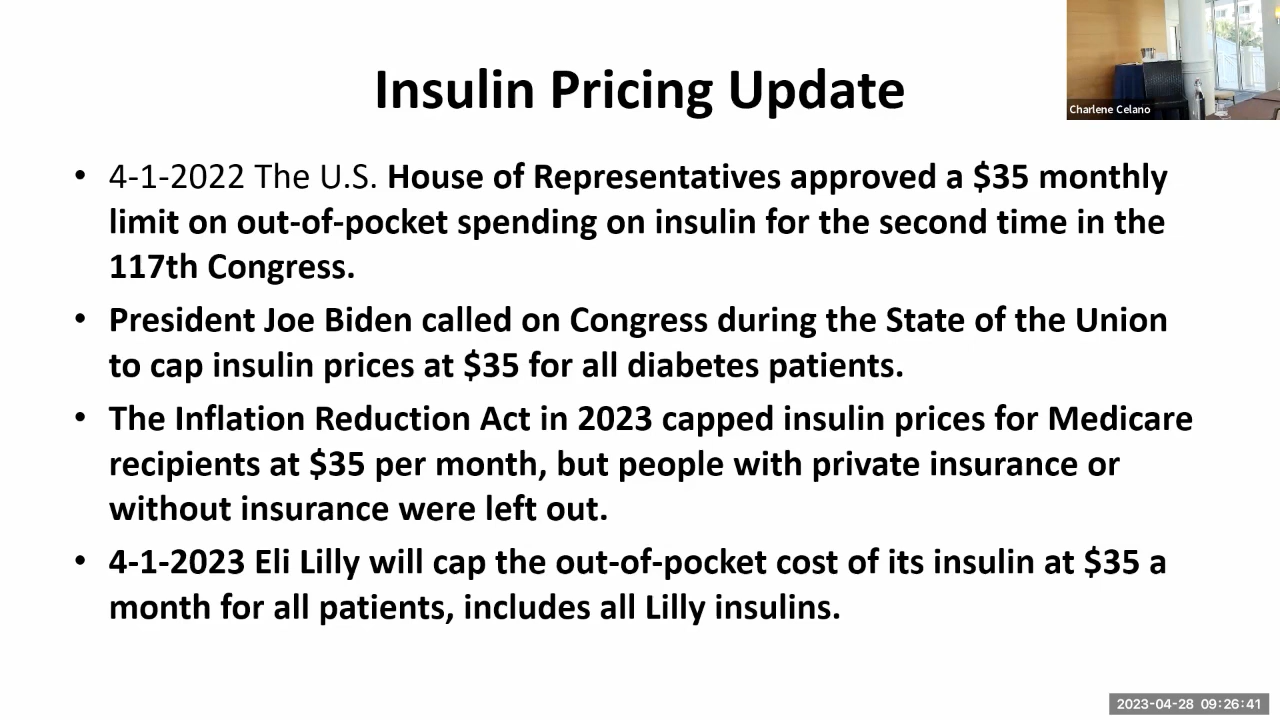 Insulin Pricing Update
Charlene Celano
• 4-1-2022 The U.S. House of Representatives approved a $35 monthly
limit on out-of-pocket spending on insulin for the second time in the
117th Congress.
• President Joe Biden called on Congress during the State of the Union
to cap insulin prices at $35 for all diabetes patients.
• The Inflation Reduction Act in 2023 capped insulin prices for Medicare
recipients at $35 per month, but people with private insurance or
without insurance were left out.
• 4-1-2023 Eli Lilly will cap the out-of-pocket cost of its insulin at $35 a
month for all patients, includes all Lilly insulins.
2023-04-28 09:26:41